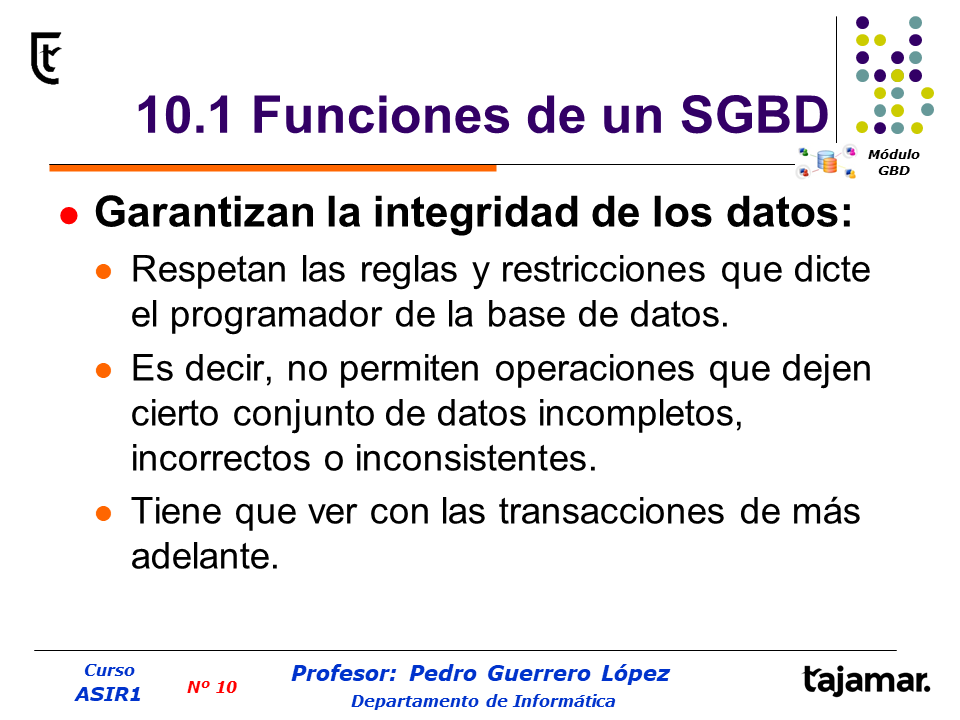 10.1 Funciones de un SGBD
Módulo
GBD
Garantizan la integridad de los datos:
Respetan las reglas y restricciones que dicte
el programador de la base de datos.
Es decir, no permiten operaciones que dejen
cierto conjunto de datos incompletos,
incorrectos o inconsistentes.
Tiene que ver con las transacciones de más
adelante.
Curso
ASIR1
Nº 10
Profesor: Pedro Guerrero López
Departamento de Informática
tajamar.